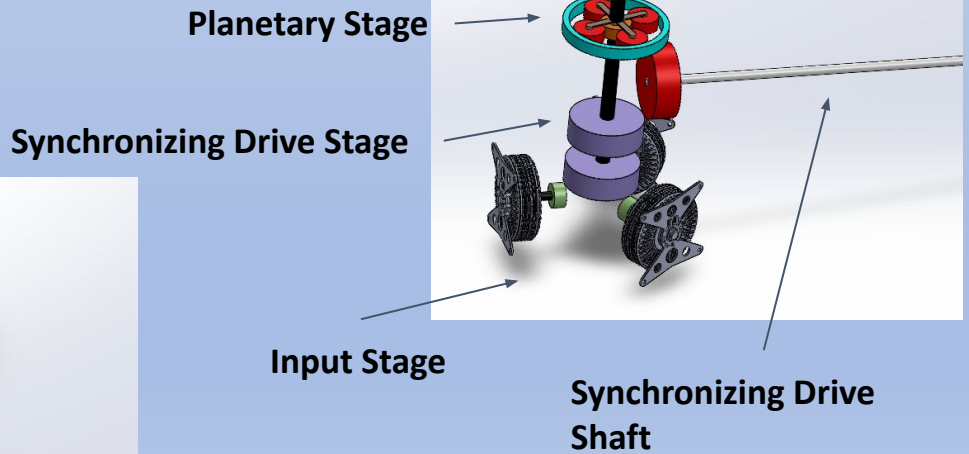 Planetary Stage
Synchronizing Drive Stage
Input Stage
Synchronizing Drive
Shaft